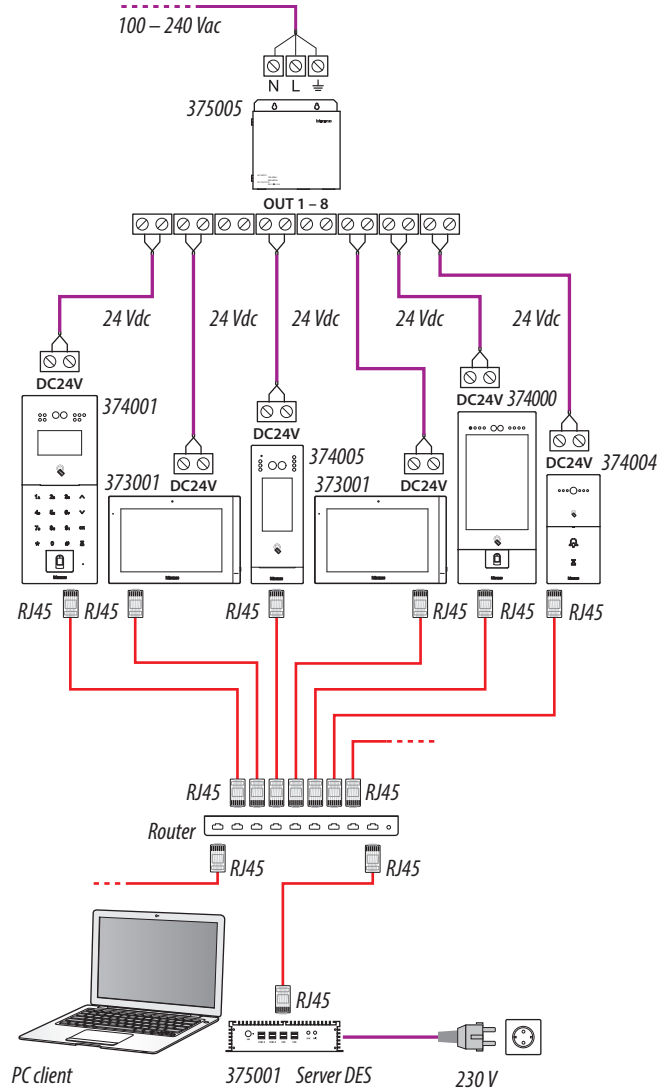 100 – 240 Vac
N L
375005
OUT 1 – 8
24 Vdc 24 Vdc 24 Vdc 24 Vdc 24 Vdc
DC24V
374001
DC24V
373001
DC24V
374005
DC24V
373001
DC24V
374000
DC24V
374004
RJ45 RJ45 RJ45 RJ45 RJ45 RJ45
RJ45 RJ45
Router
RJ45 RJ45
RJ45
PC client 375001 Server DES 230 V